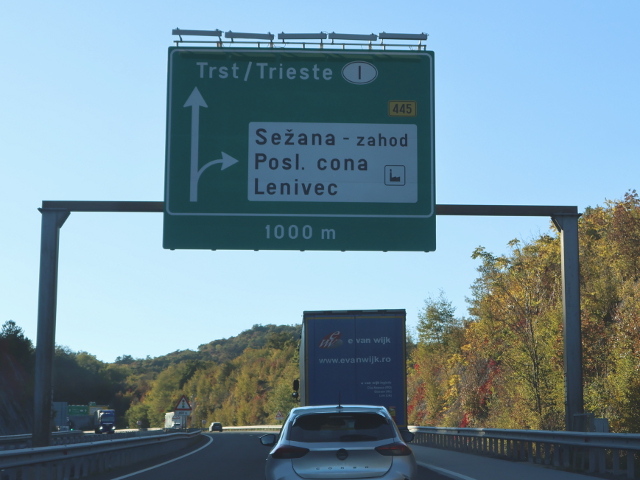 Trst/Trieste I
445
Sežana - zahod
Posl. cona
Lenivec
1000 m
e van wijk
www.evanwijk.ro